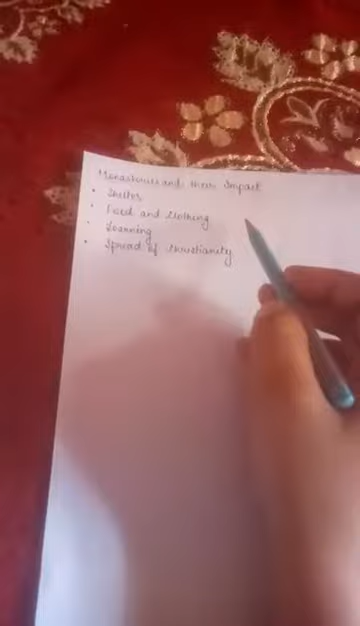 Monasteries and their Impact
• Shelter
• Food and Clothing
• Learning
• Spread of Christianity